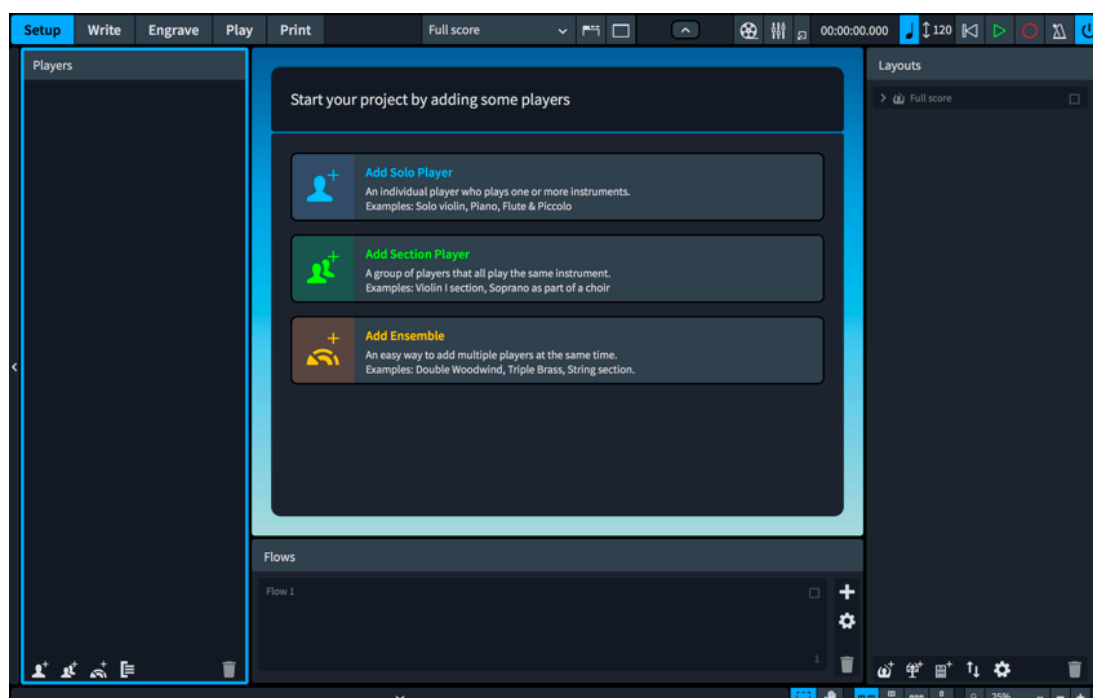 Setup Write Engrave Play Print Full score 00:00:00.000 120
Players
Start your project by adding some players
Add Solo Player
An individual player who plays one or more instruments.
Examples: Solo violin, Piano, Flute & Piccolo
Add Section Player
A group of players that all play the same instrument.
Examples: Violin I section, Soprano as part of a choir
Add Ensemble
An easy way to add multiple players at the same time.
Examples: Double Woodwind, Triple Brass, String section.
Flows
Flow 1
1
Layouts
Full score
25%